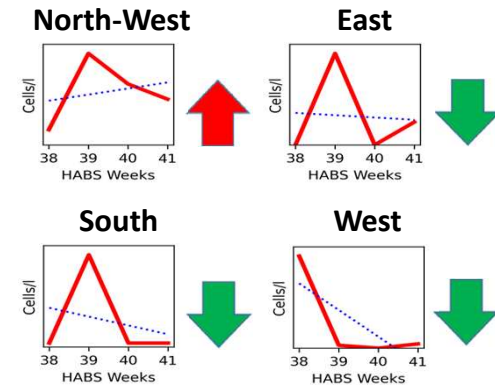 North-West
Cells/l
38 39 40 41
HABS Weeks
East
Cells/l
38 39 40 41
HABS Weeks
South
Cells/l
38 39 40 41
HABS Weeks
West
Cells/l
38 39 40 41
HABS Weeks